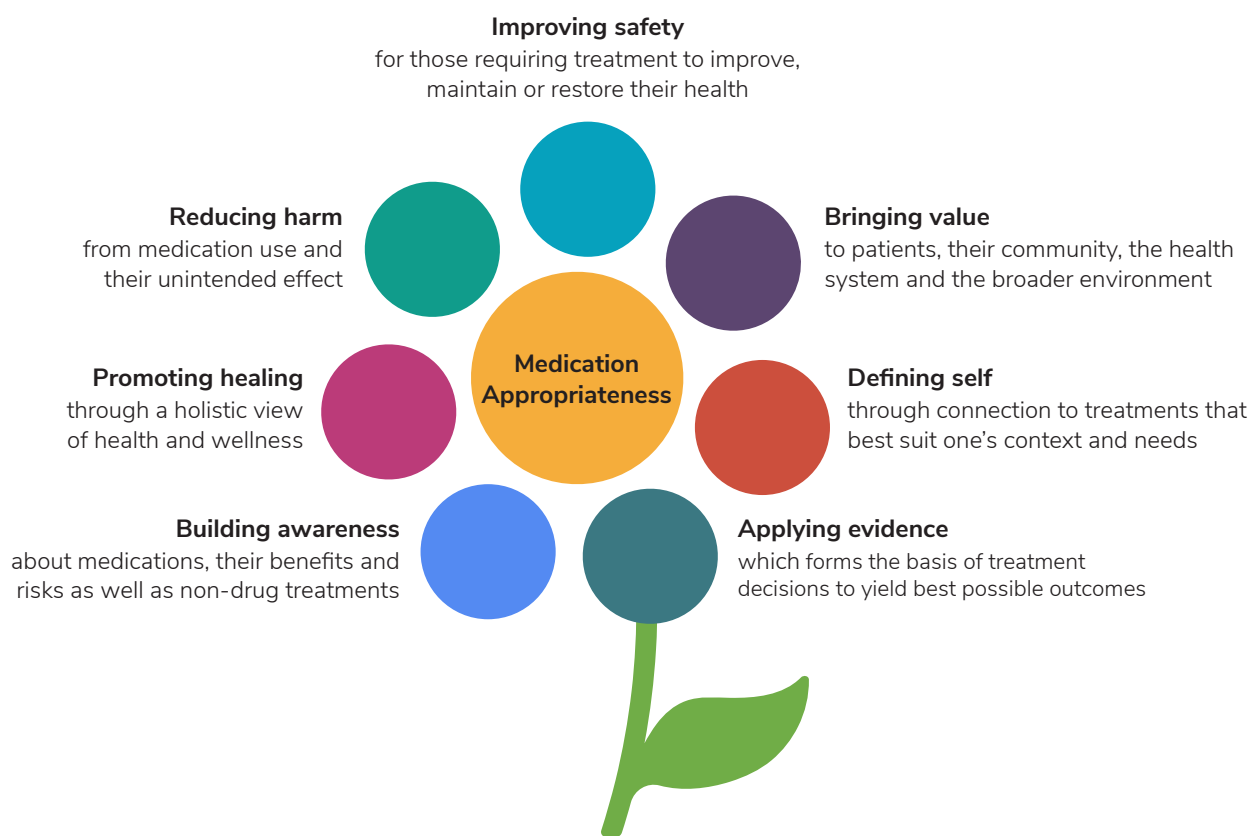 Improving safety
for those requiring treatment to improve,
maintain or restore their health
Reducing harm
from medication use and
their unintended effect
Bringing value
to patients, their community, the health
system and the broader environment
Medication
Appropriateness
Promoting healing
through a holistic view
of health and wellness
Defining self
through connection to treatments that
best suit one’s context and needs
Building awareness
about medications, their benefits and
risks as well as non-drug treatments
Applying evidence
which forms the basis of treatment
decisions to yield best possible outcomes